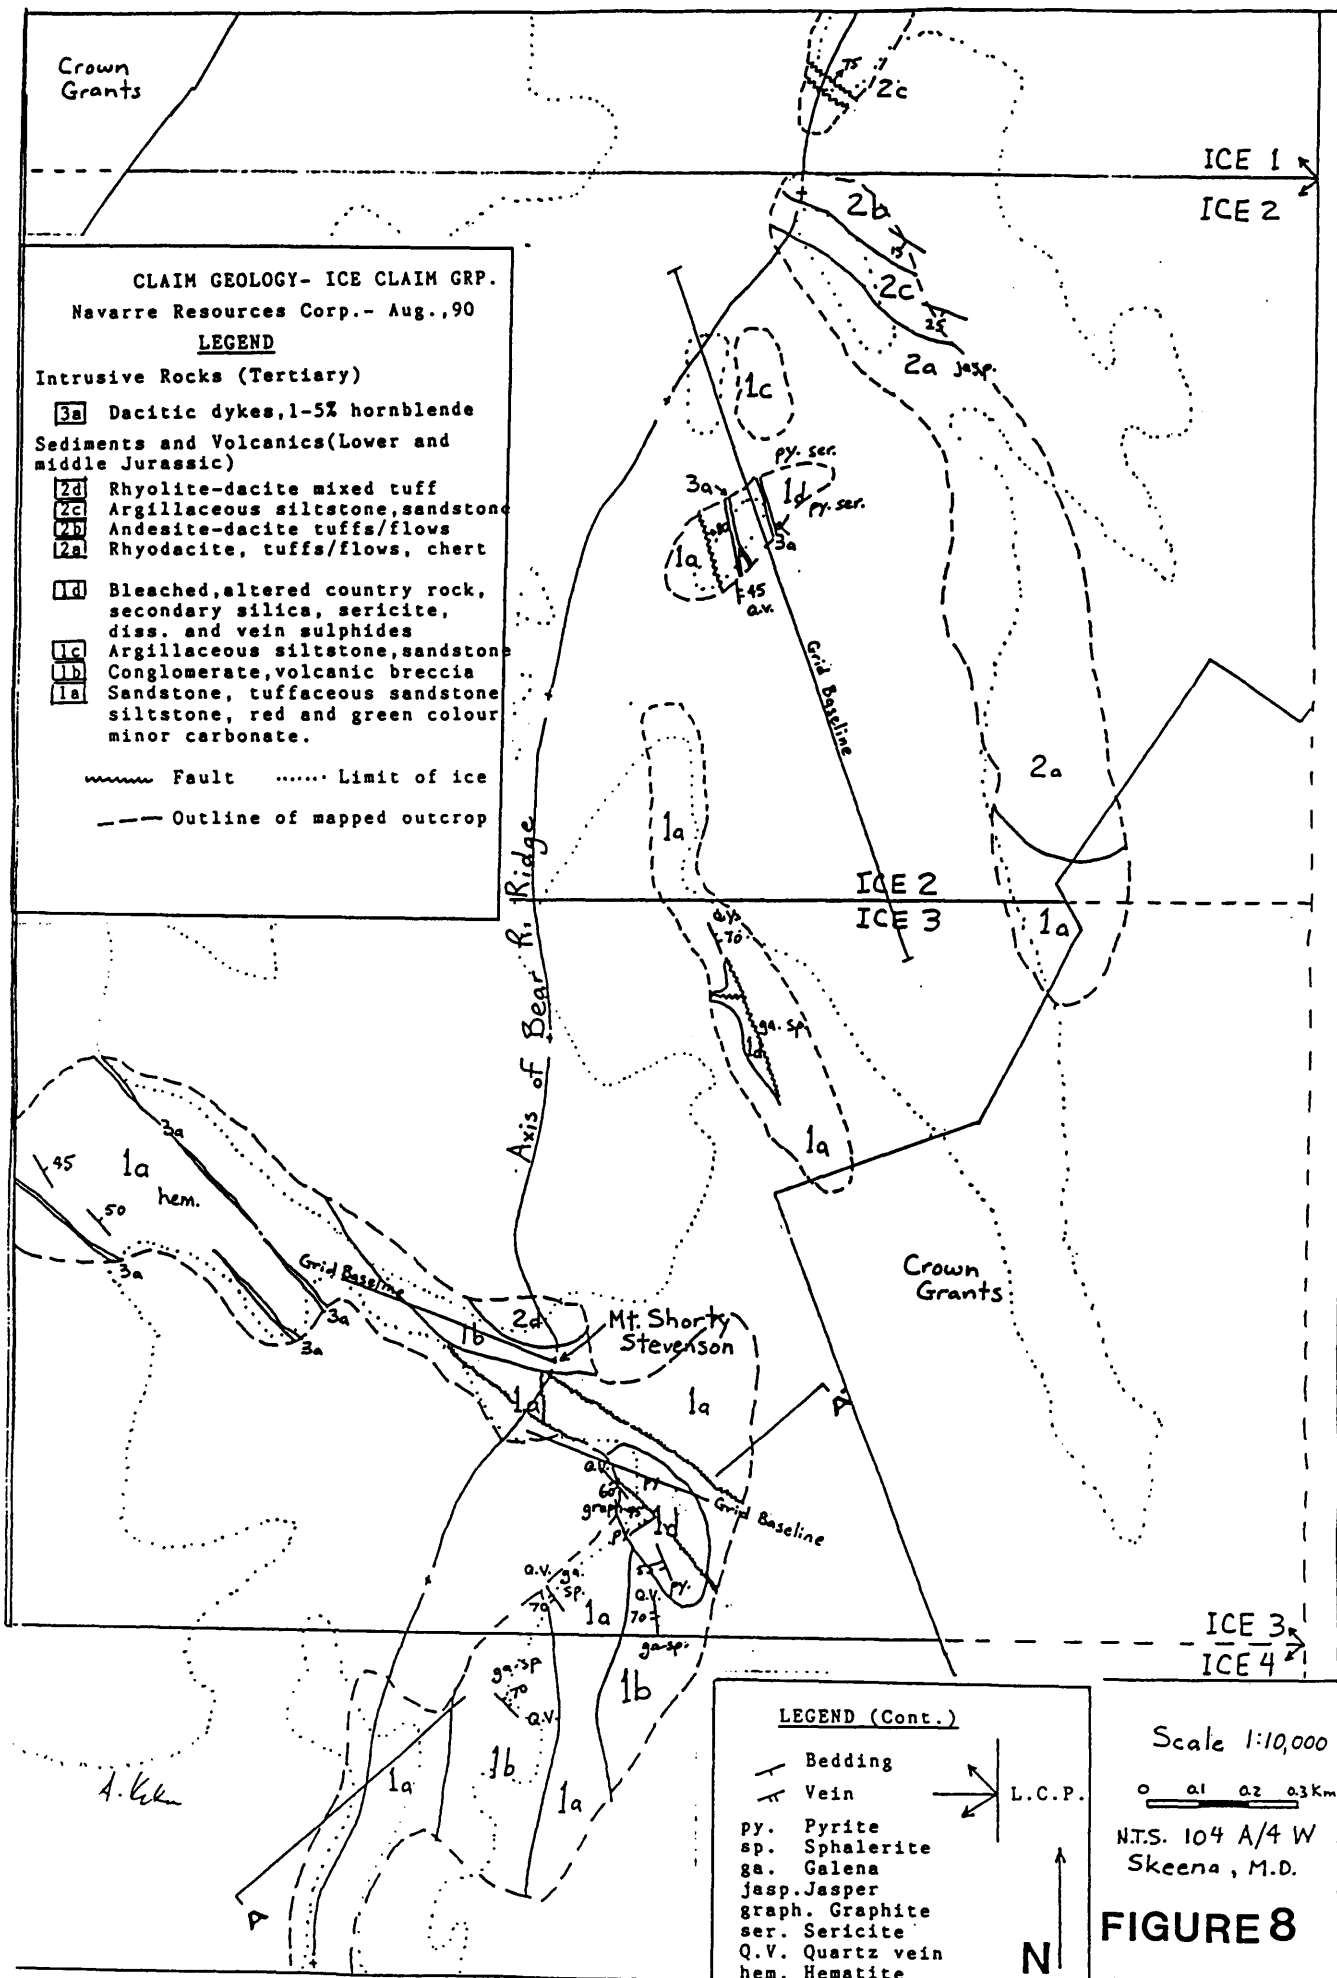 Crown
Grants
75
2c
ICE 1
ICE 2
2b
2c
25
2a jasp.
CLAIM GEOLOGY- ICE CLAIM GRP.
Navarre Resources Corp.- Aug.,90
LEGEND
Intrusive Rocks (Tertiary)
3a Dacitic dykes,1-5% hornblende
Sediments and Volcanics(Lower and
middle Jurassic)
2d Rhyolite-dacite mixed tuff
2c Argillaceous siltstone,sandstone
2b Andesite-dacite tuffs/flows
2a Rhyodacite, tuffs/flows, chert
1d Bleached,altered country rock,
secondary silica, sericite,
diss. and vein sulphides
1c Argillaceous siltstone,sandstone
1b Conglomerate,volcanic breccia
1a Sandstone, tuffaceous sandstone
siltstone, red and green colour
minor carbonate.
Fault Limit of ice
Outline of mapped outcrop
1c
py. ser.
3a
1d
py. ser.
1a
3a
45
Q.V.
Grid Baseline
1a
2a
Axis of Bear R. Ridge
ICE 2
ICE 3
1a
70
ga. sp.
1d
1a
3a
45
1a
hem.
50
3a
3a
3a
Grid Baseline
2d
1b
Mt. Shorty
Stevenson
1a
1a
A'
Crown
Grants
Q.V.
60
py
graph
45
Grid Baseline
py
1d
55
py.
Q.V. ga.
sp.
70
1a
Q.V.
70
ga-sp.
ICE 3
ICE 4
ga-sp
70
Q.V.
1b
1b
1a
1a
A
LEGEND (Cont.)
Bedding
Vein
L.C.P.
py. Pyrite
sp. Sphalerite
ga. Galena
jasp.Jasper
graph. Graphite
ser. Sericite
Q.V. Quartz vein
hem. Hematite
N
Scale 1:10,000
0 0.1 0.2 0.3 Km
N.T.S. 104 A/4 W
Skeena, M.D.
FIGURE 8